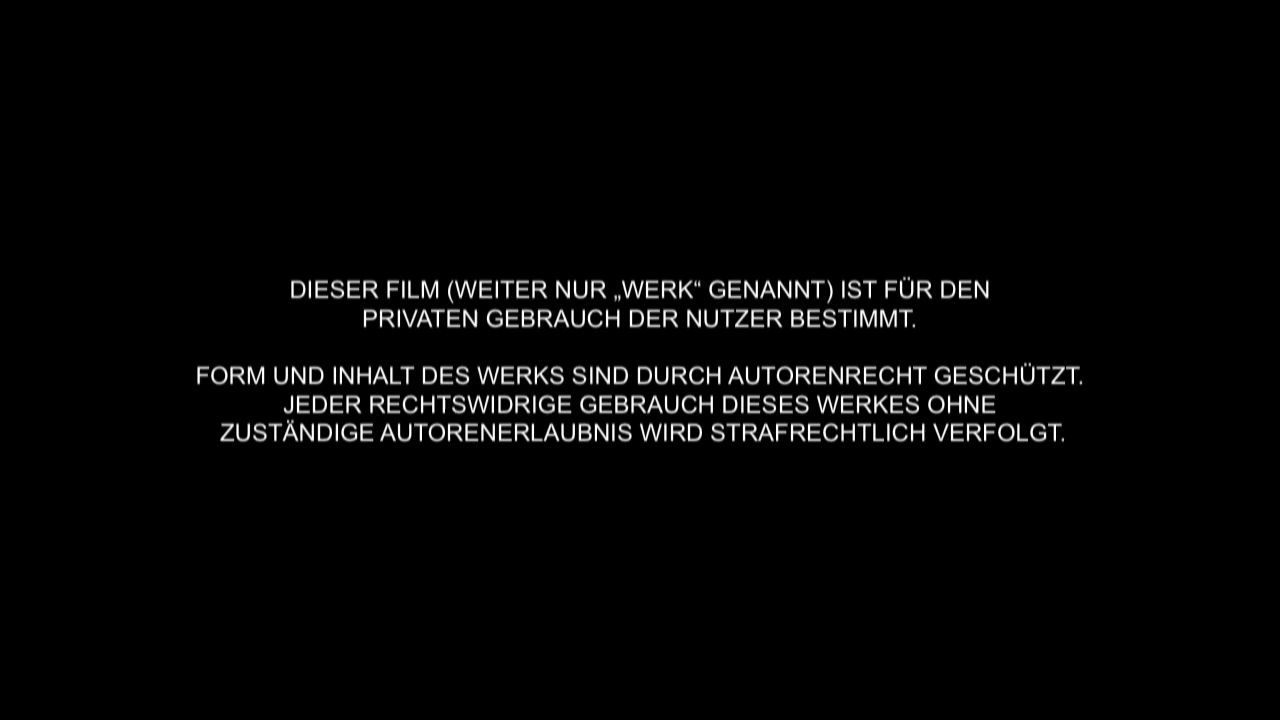 DIESER FILM (WEITER NUR „WERK“ GENANNT) IST FÜR DEN
PRIVATEN GEBRAUCH DER NUTZER BESTIMMT.
FORM UND INHALT DES WERKS SIND DURCH AUTORENRECHT GESCHÜTZT.
JEDER RECHTSWIDRIGE GEBRAUCH DIESES WERKES OHNE
ZUSTÄNDIGE AUTORENERLAUBNIS WIRD STRAFRECHTLICH VERFOLGT.